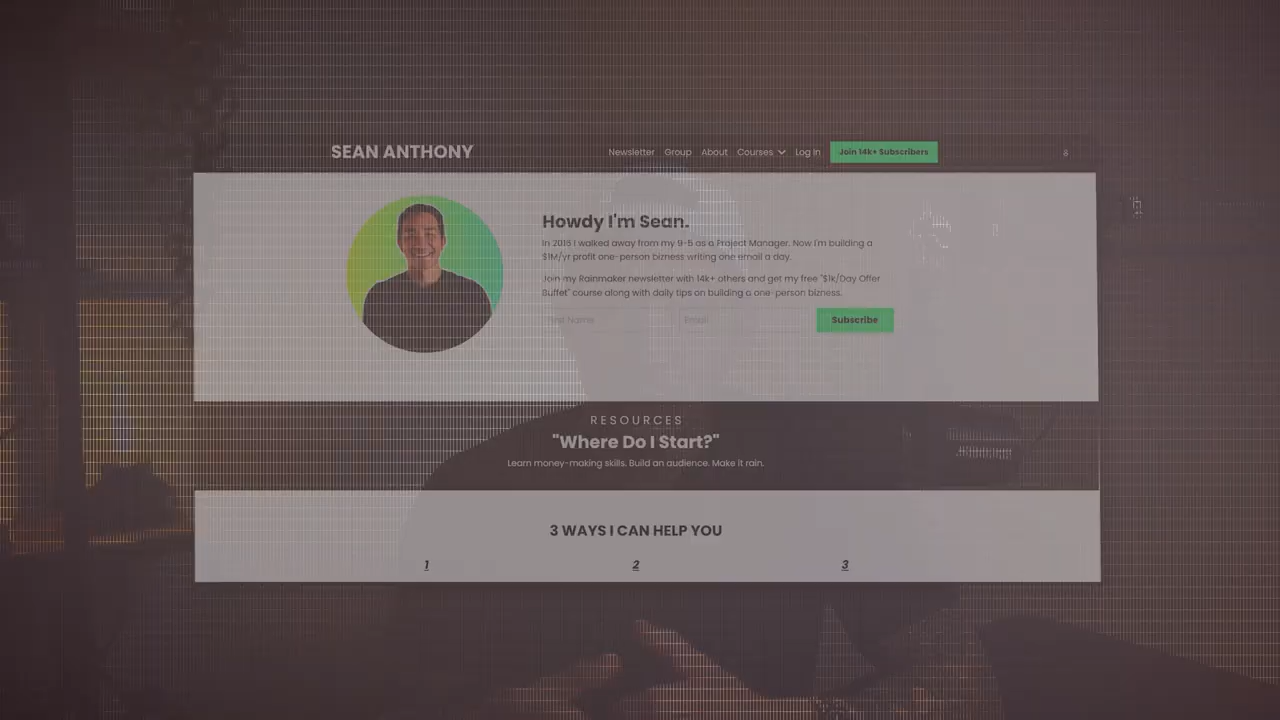 SEAN ANTHONY
Newsletter Group About Courses Log In Join 14k+ Subscribers
Howdy I'm Sean.
In 2016 I walked away from my 9-5 as a Project Manager. Now I'm building a
$1M/yr profit one-person bizness writing one email a day.
Join my Rainmaker newsletter with 14k+ others and get my free "$1k/Day Offer
Buffet" course along with daily tips on building a one-person bizness.
First Name Email Subscribe
RESOURCES
"Where Do I Start?"
Learn money-making skills. Build an audience. Make it rain.
3 WAYS I CAN HELP YOU
1 2 3